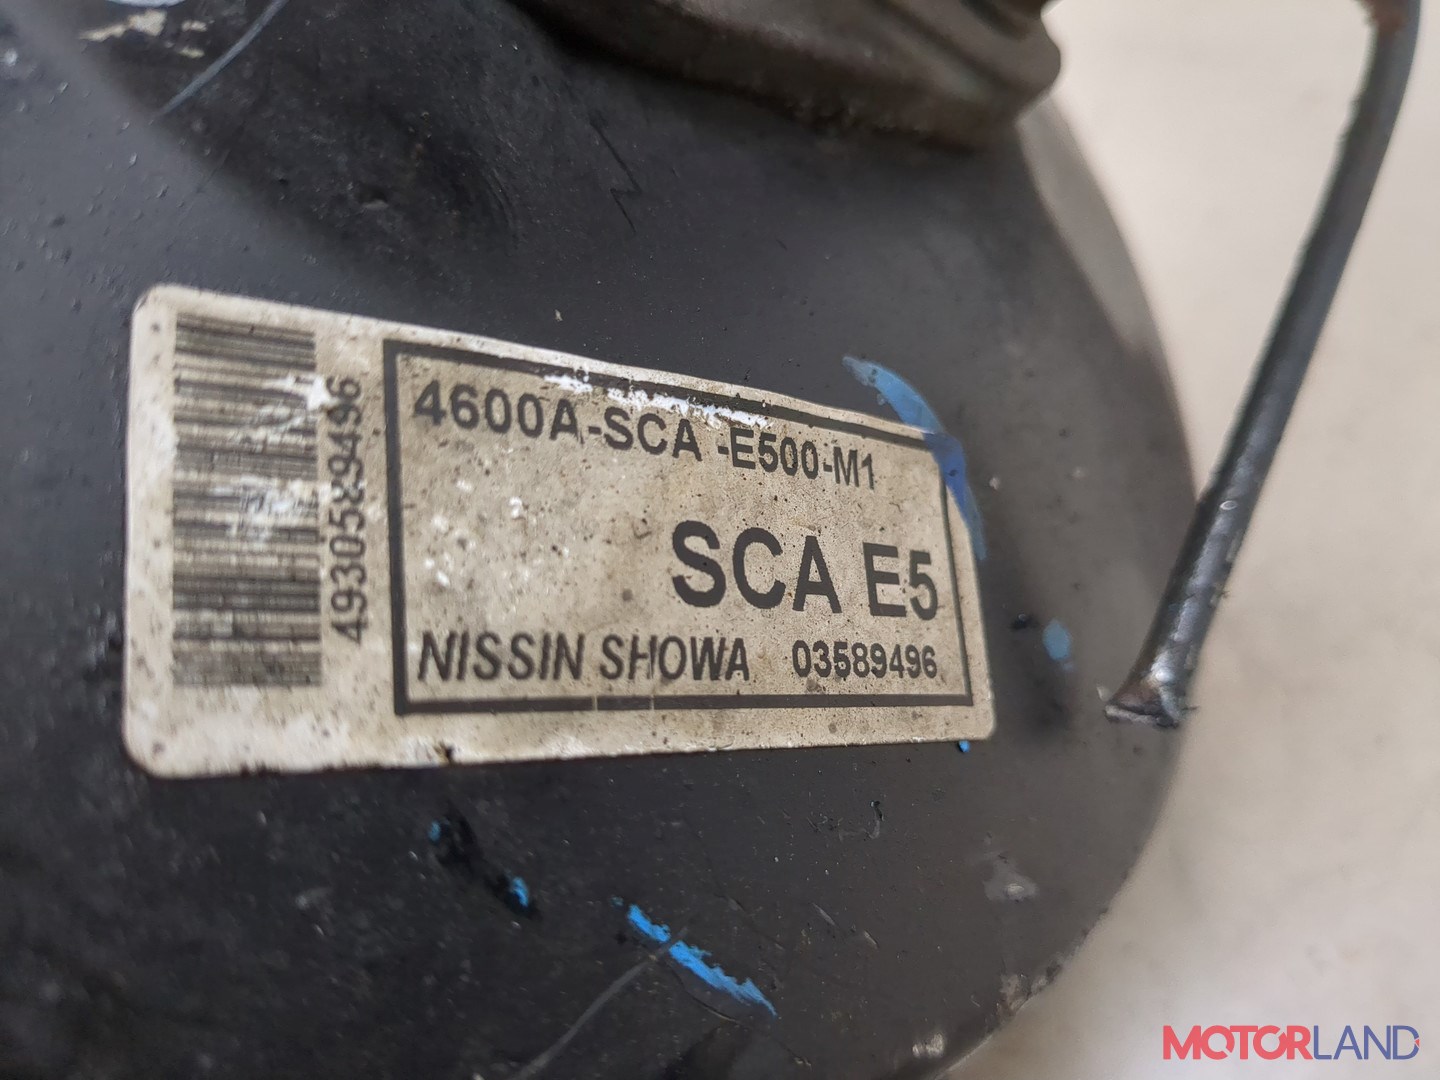 4930589496
4600A-SCA -E500-M1
SCA E5
NISSIN SHOWA 03589496
MOTORLAND